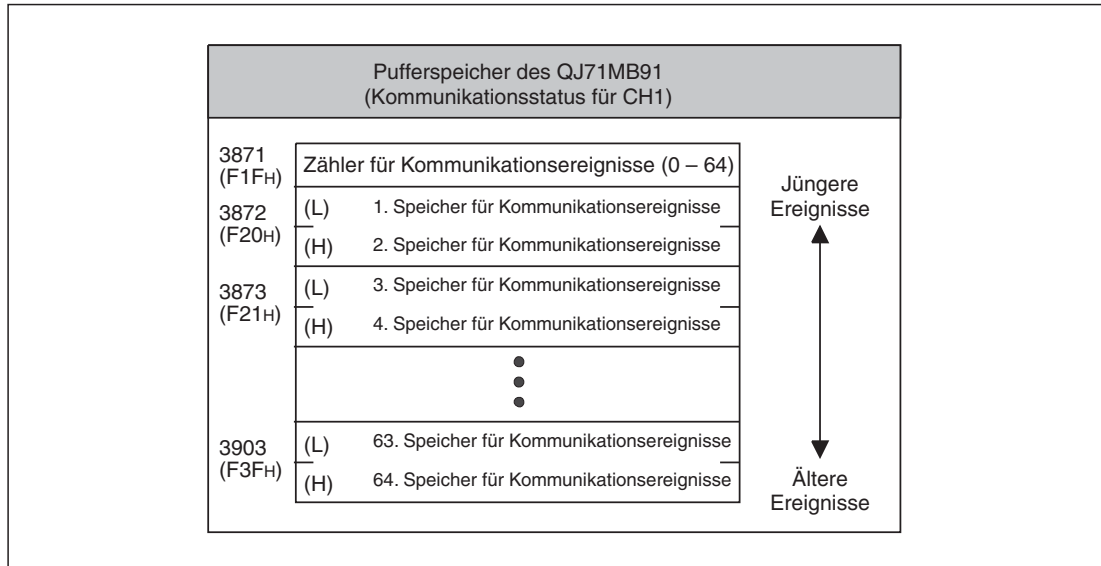 Pufferspeicher des QJ71MB91
(Kommunikationsstatus für CH1)
3871
(F1FH)
Zähler für Kommunikationsereignisse (0 – 64)
3872
(F20H)
(L) 1. Speicher für Kommunikationsereignisse
(H) 2. Speicher für Kommunikationsereignisse
3873
(F21H)
(L) 3. Speicher für Kommunikationsereignisse
(H) 4. Speicher für Kommunikationsereignisse
3903
(F3FH)
(L) 63. Speicher für Kommunikationsereignisse
(H) 64. Speicher für Kommunikationsereignisse
Jüngere
Ereignisse
Ältere
Ereignisse